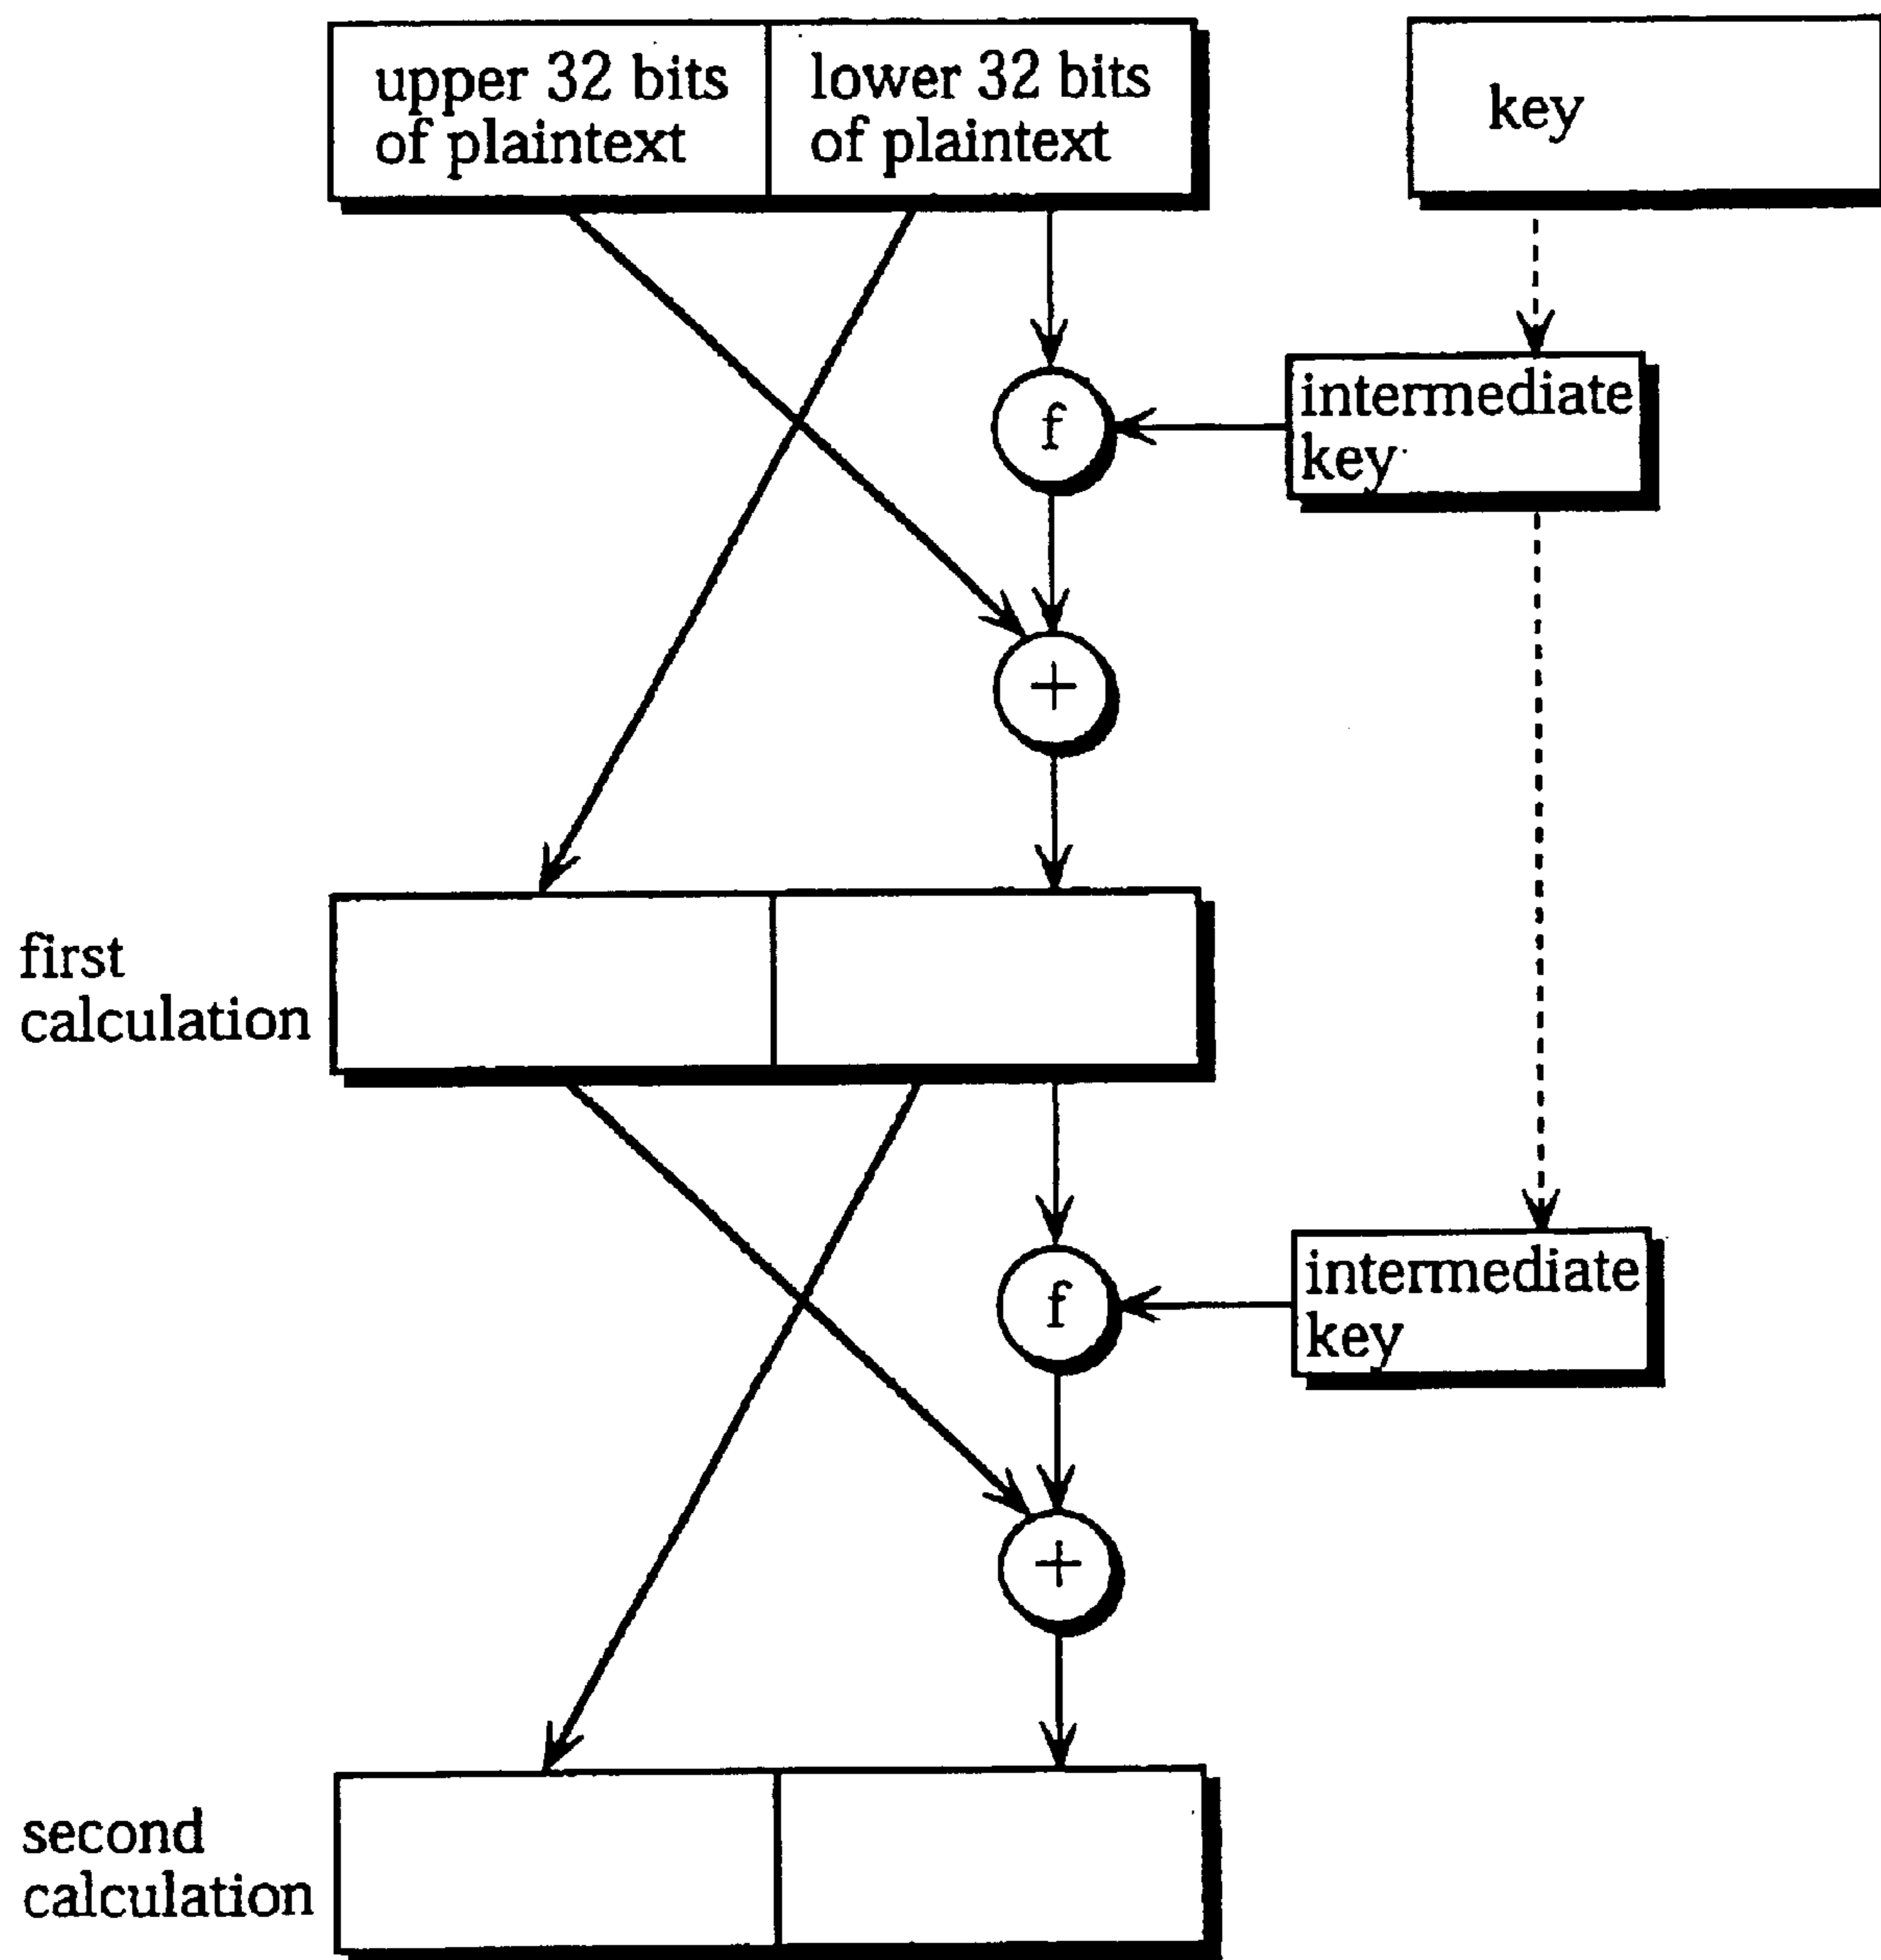 upper 32 bits
of plaintext
lower 32 bits
of plaintext
key
f
intermediate
key
+
first
calculation
f
intermediate
key
+
second
calculation